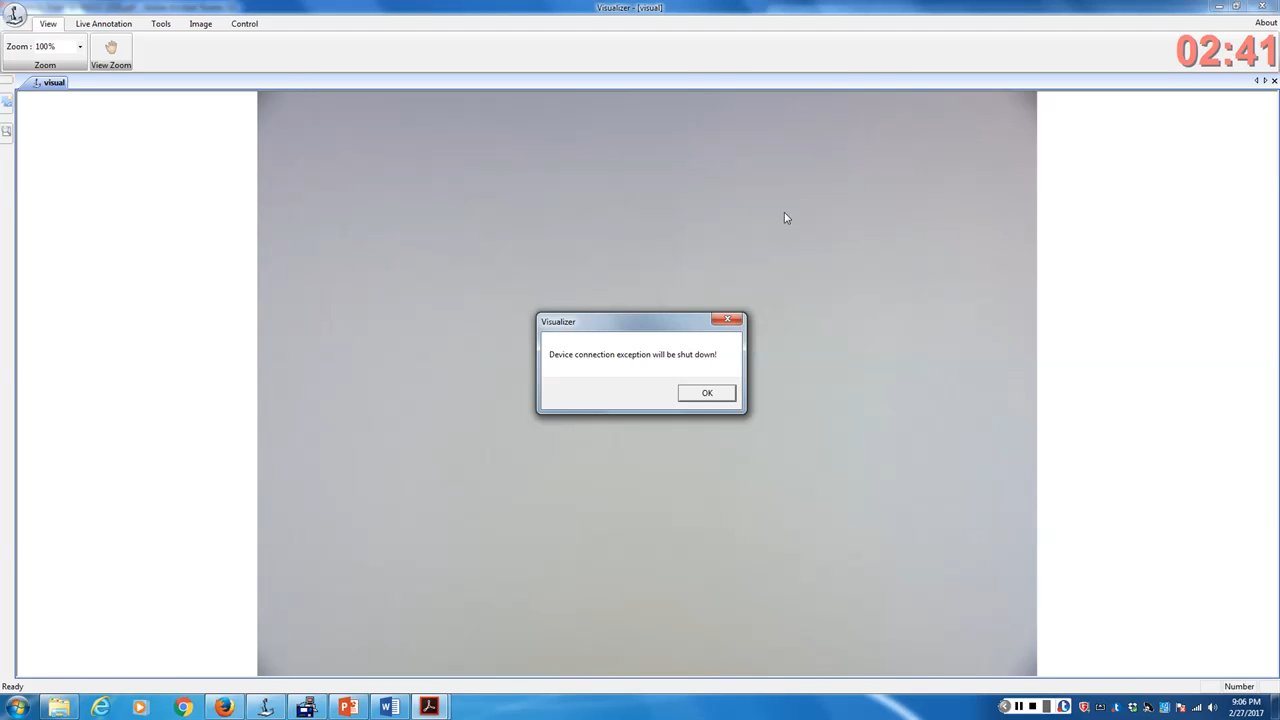 Visualizer - [visual]
View Live Annotation Tools Image Control About
Zoom : 100%
Zoom View Zoom
02:41
visual
Visualizer
Device connection exception will be shut down!
OK
Ready Number
9:06 PM
2/27/2017